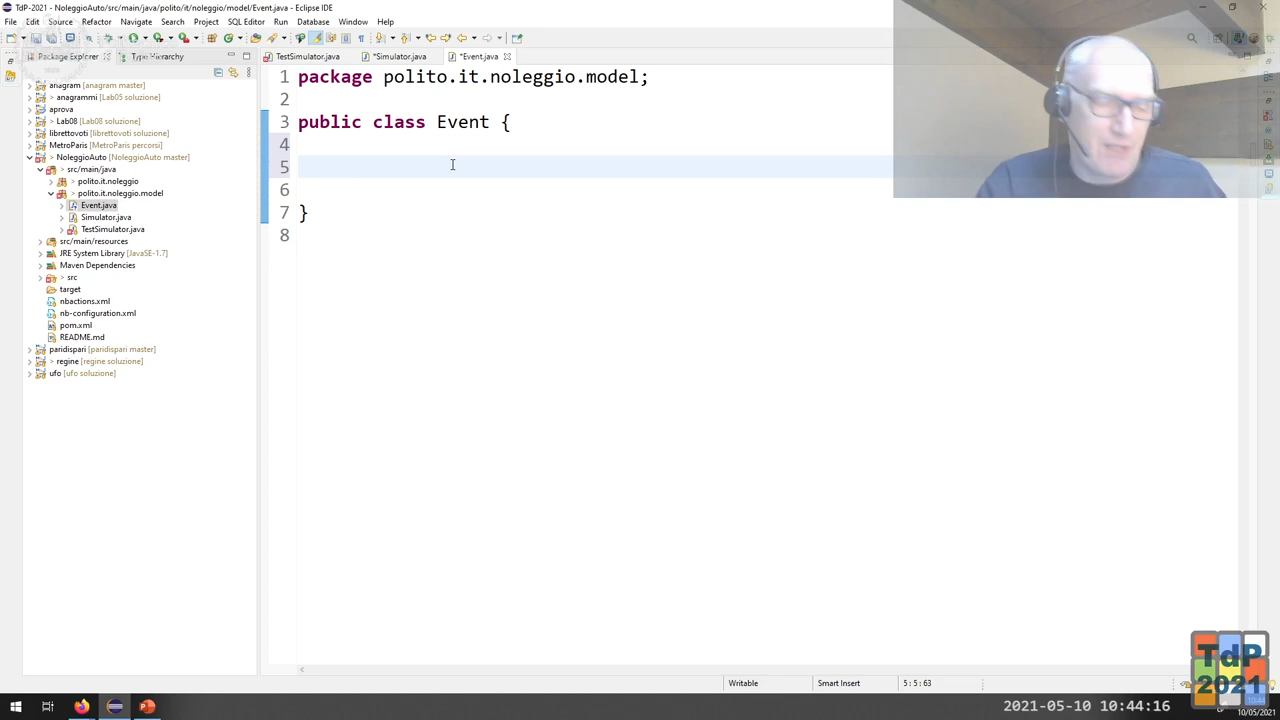 TdP-2021 - NoleggioAuto/src/main/java/polito/it/noleggio/model/Event.java - Eclipse IDE
File Edit Source Refactor Navigate Search Project SQL Editor Run Database Window Help
Package Explorer Type Hierarchy
TestSimulator.java *Simulator.java *Event.java
anagram [anagram master]
> anagrammi [Lab05 soluzione]
aprova
> Lab08 [Lab08 soluzione]
librettovoti [librettovoti soluzione]
MetroParis [MetroParis percorsi]
> NoleggioAuto [NoleggioAuto master]
> src/main/java
> polito.it.noleggio
> polito.it.noleggio.model
Event.java
Simulator.java
TestSimulator.java
> src/main/resources
JRE System Library [JavaSE-1.7]
Maven Dependencies
> src
target
nbactions.xml
nb-configuration.xml
pom.xml
README.md
paridispari [paridispari master]
> regine [regine soluzione]
ufo [ufo soluzione]
1 package polito.it.noleggio.model;
2
3 public class Event {
4
5
6
7 }
8
Writable Smart Insert 5 : 5 : 63
TdP
2021
2021-05-10 10:44:16
10:44
10/05/2021